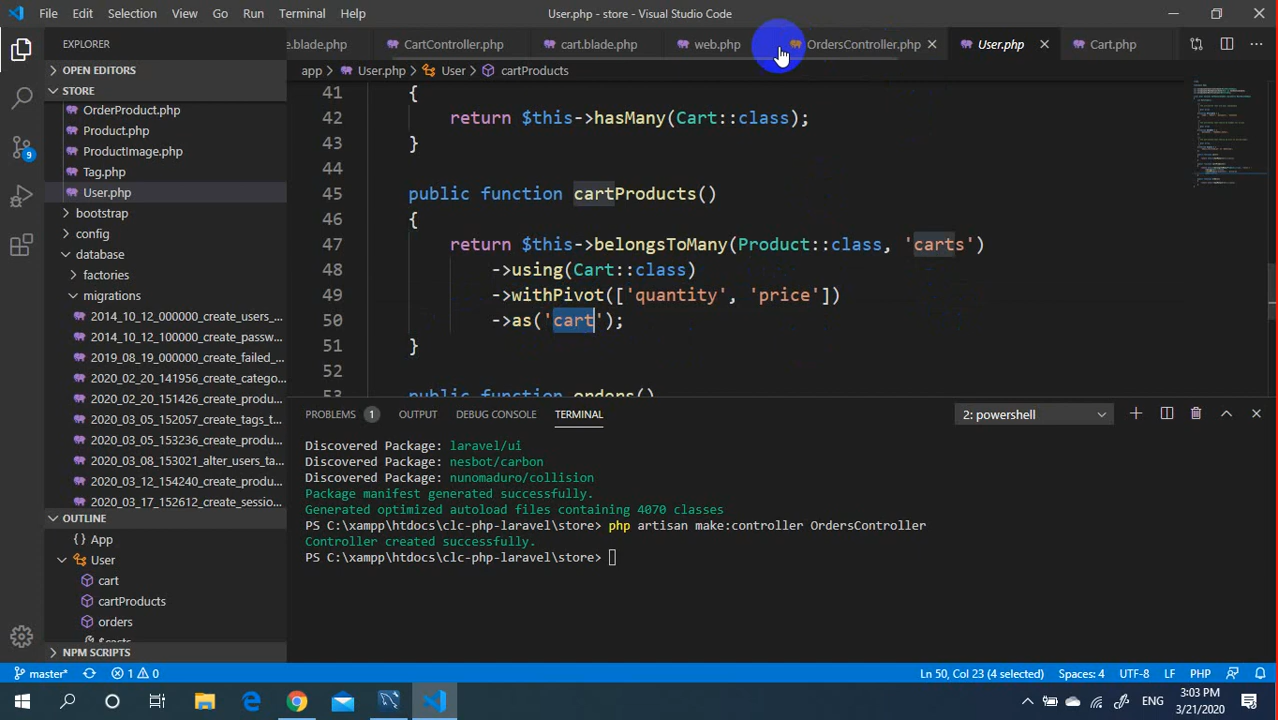 File Edit Selection View Go Run Terminal Help
User.php - store - Visual Studio Code
EXPLORER
e.blade.php CartController.php cart.blade.php web.php OrdersController.php User.php Cart.php
OPEN EDITORS
app > User.php > User > cartProducts
STORE
OrderProduct.php
Product.php
ProductImage.php
Tag.php
User.php
bootstrap
config
database
factories
migrations
2014_10_12_000000_create_users_...
2014_10_12_100000_create_passw...
2019_08_19_000000_create_failed_...
2020_02_20_141956_create_catego...
2020_02_20_151426_create_produ...
2020_03_05_152057_create_tags_t...
2020_03_05_153236_create_produ...
2020_03_08_153021_alter_users_ta...
2020_03_12_154240_create_produ...
2020_03_17_152612_create_sessio...
OUTLINE
App
User
cart
cartProducts
orders
$casts
NPM SCRIPTS
9
41 {
42 return $this->hasMany(Cart::class);
43 }
44
45 public function cartProducts()
46 {
47 return $this->belongsToMany(Product::class, 'carts')
48 ->using(Cart::class)
49 ->withPivot(['quantity', 'price'])
50 ->as('cart');
51 }
52
53 public function orders()
PROBLEMS 1 OUTPUT DEBUG CONSOLE TERMINAL 2: powershell
Discovered Package: laravel/ui
Discovered Package: nesbot/carbon
Discovered Package: nunomaduro/collision
Package manifest generated successfully.
Generated optimized autoload files containing 4070 classes
PS C:\xampp\htdocs\clc-php-laravel\store> php artisan make:controller OrdersController
Controller created successfully.
PS C:\xampp\htdocs\clc-php-laravel\store>
master* 1 0 Ln 50, Col 23 (4 selected) Spaces: 4 UTF-8 LF PHP
ENG
3:03 PM
3/21/2020